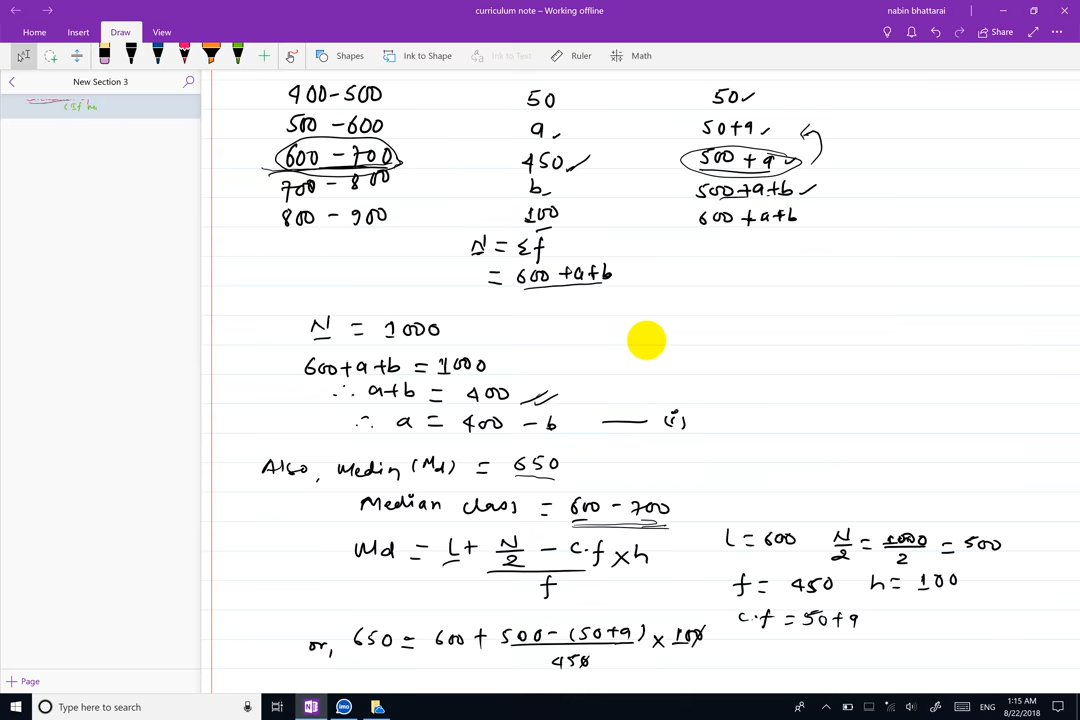 curriculum note – Working offline
nabin bhattarai
Home Insert Draw View
Share
Shapes Ink to Shape Ink to Text Ruler Math
New Section 3
400-500 50 50
500 - 600 a 50+a
600 - 700 450 500 + a
700 - 800 b 500+a+b
800 - 900 100 600 + a+b
N = Σf
= 600 + a+b
N = 1000
600+a+b = 1000
∴ a+b = 400
∴ a = 400 - b —— (i)
Also, Medin (Md) = 650
Median class = 600 - 700
Md = L + (N/2 - c.f)/f × h
L = 600 N/2 = 1000/2 = 500
f = 450 h = 100
c.f = 50+a
or, 650 = 600 + (500 - (50+a))/450 × 100
Page
Type here to search
ENG
1:15 AM
8/22/2018